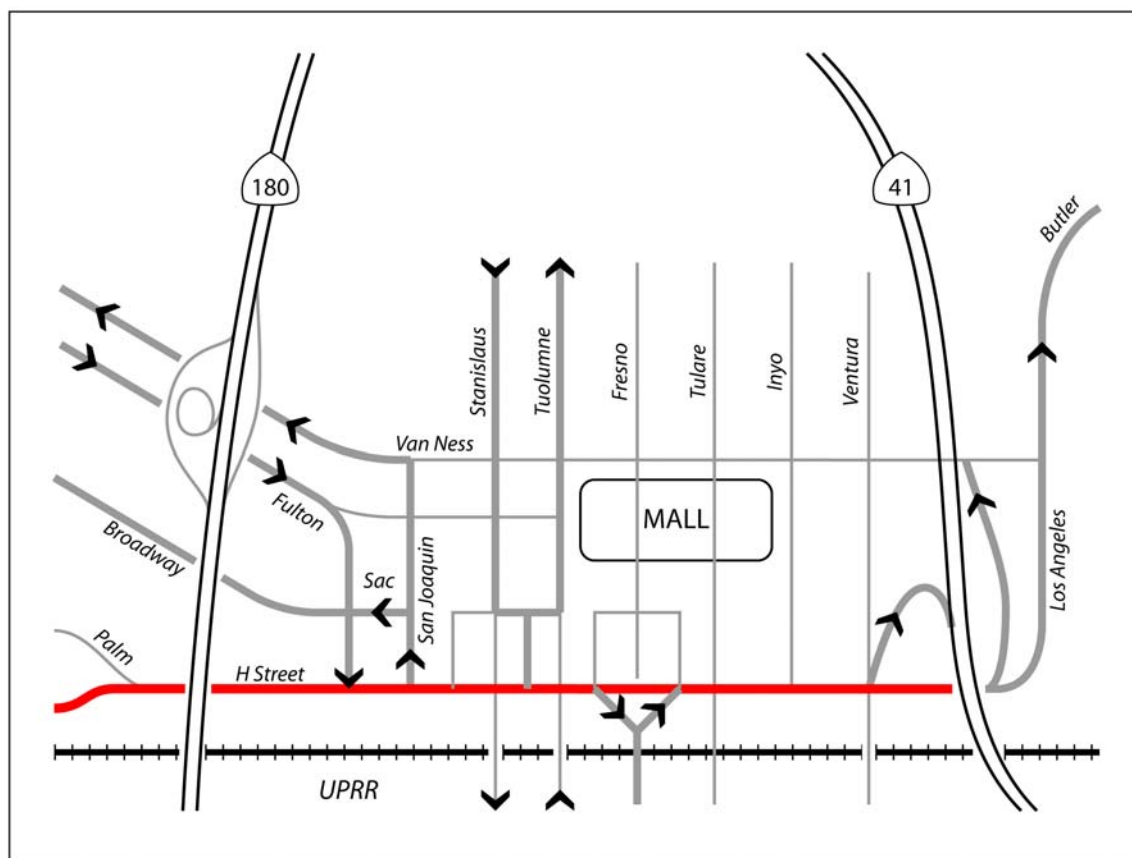 180
41
Butler
Stanislaus
Tuolumne
Fresno
Tulare
Inyo
Ventura
Van Ness
MALL
Fulton
Broadway
Sac
San Joaquin
Los Angeles
Palm
H Street
UPRR